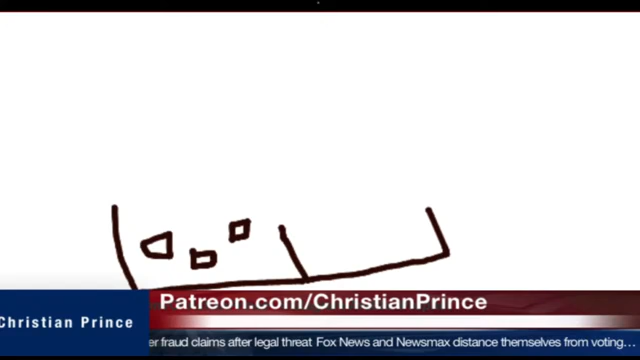 Patreon.com/ChristianPrince
Christian Prince
fraud claims after legal threat Fox News and Newsmax distance themselves from voting...